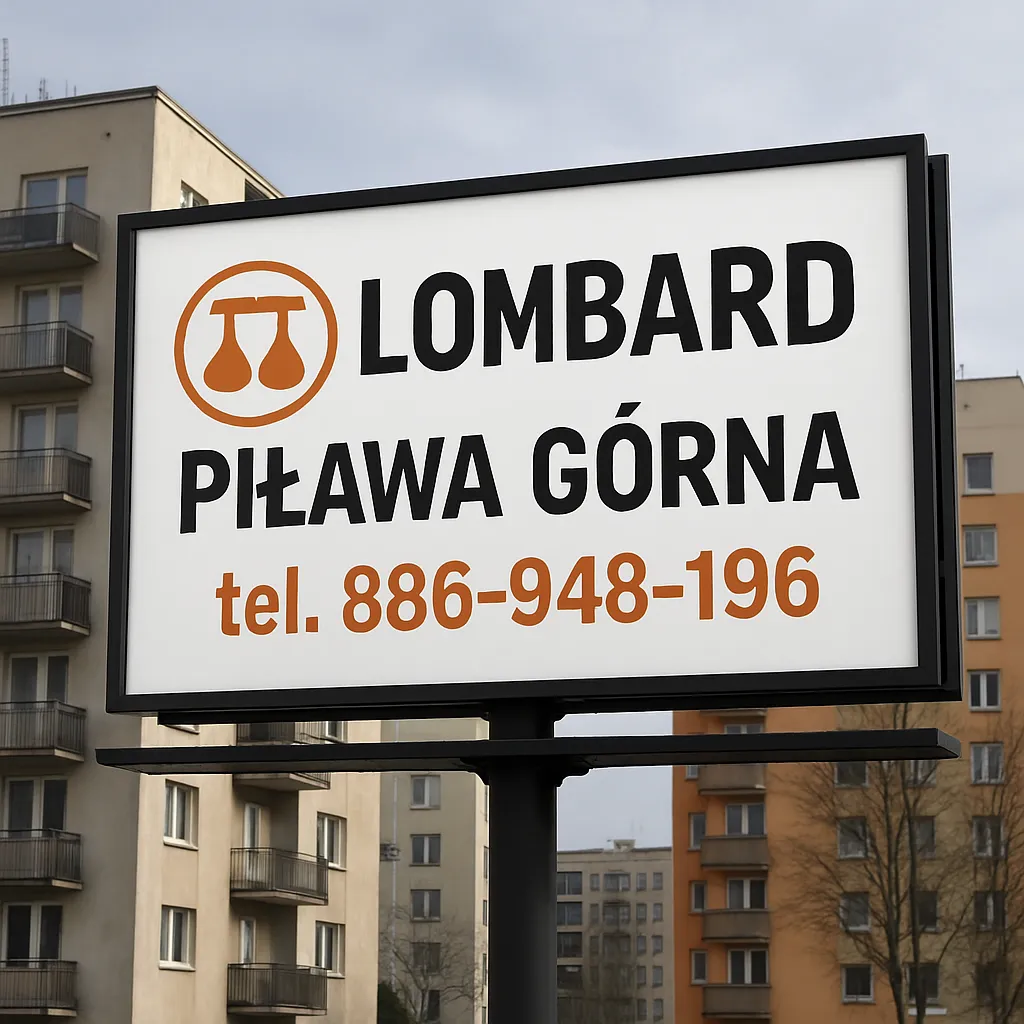 LOMBARD
PIŁAWA GÓRNA
tel. 886-948-196